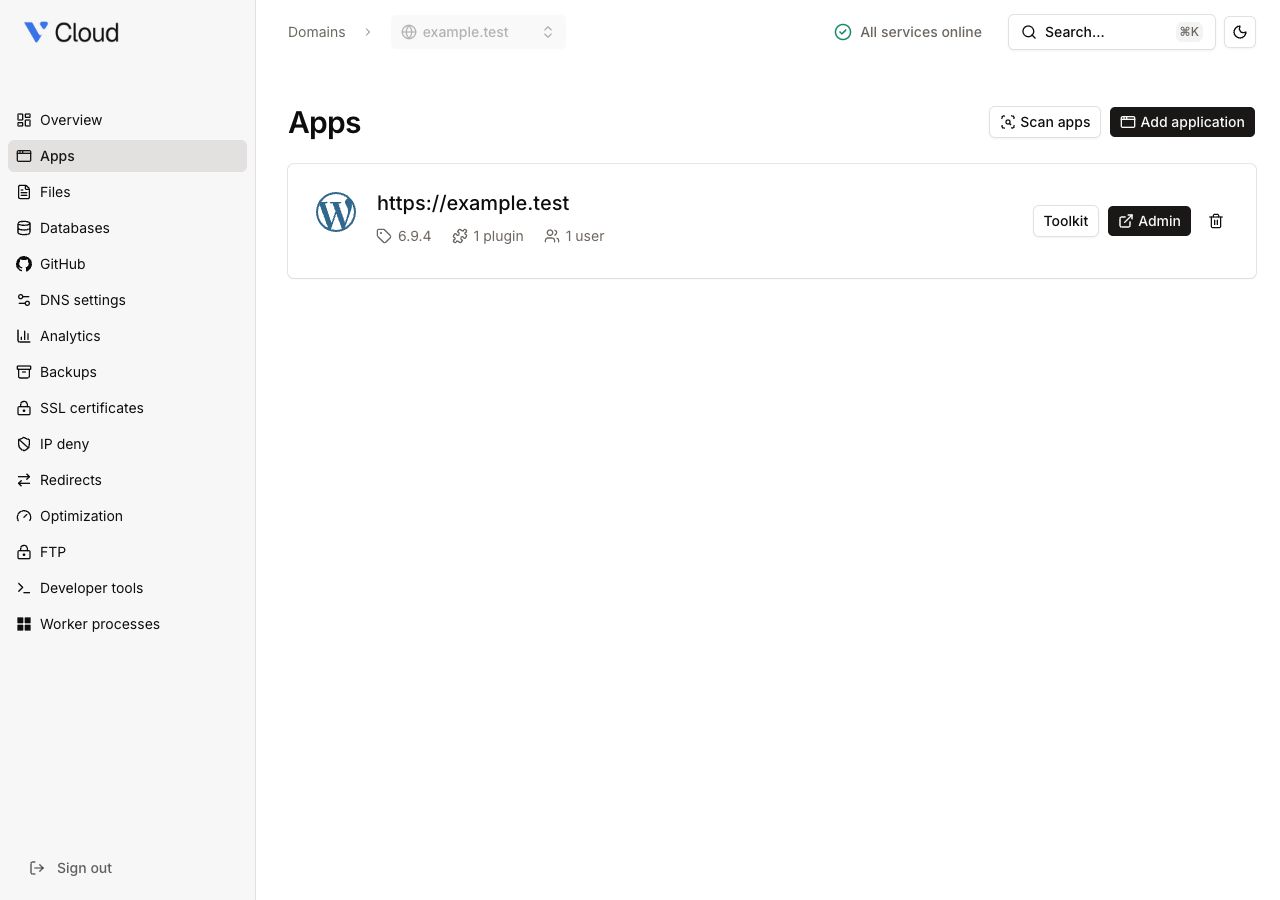 Cloud
Domains
example.test
All services online
Search...
⌘K
Overview
Apps
Files
Databases
GitHub
DNS settings
Analytics
Backups
SSL certificates
IP deny
Redirects
Optimization
FTP
Developer tools
Worker processes
Sign out
Apps
Scan apps
Add application
https://example.test
6.9.4
1 plugin
1 user
Toolkit
Admin